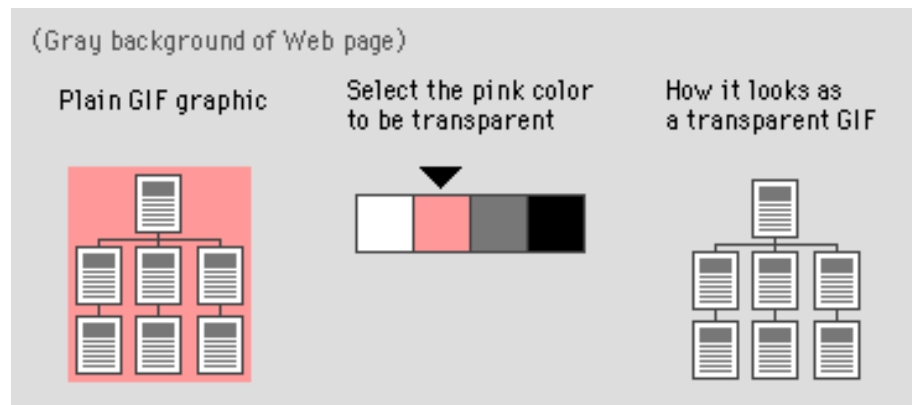 (Gray background of Web page)
Plain GIF graphic
Select the pink color
to be transparent
How it looks as
a transparent GIF